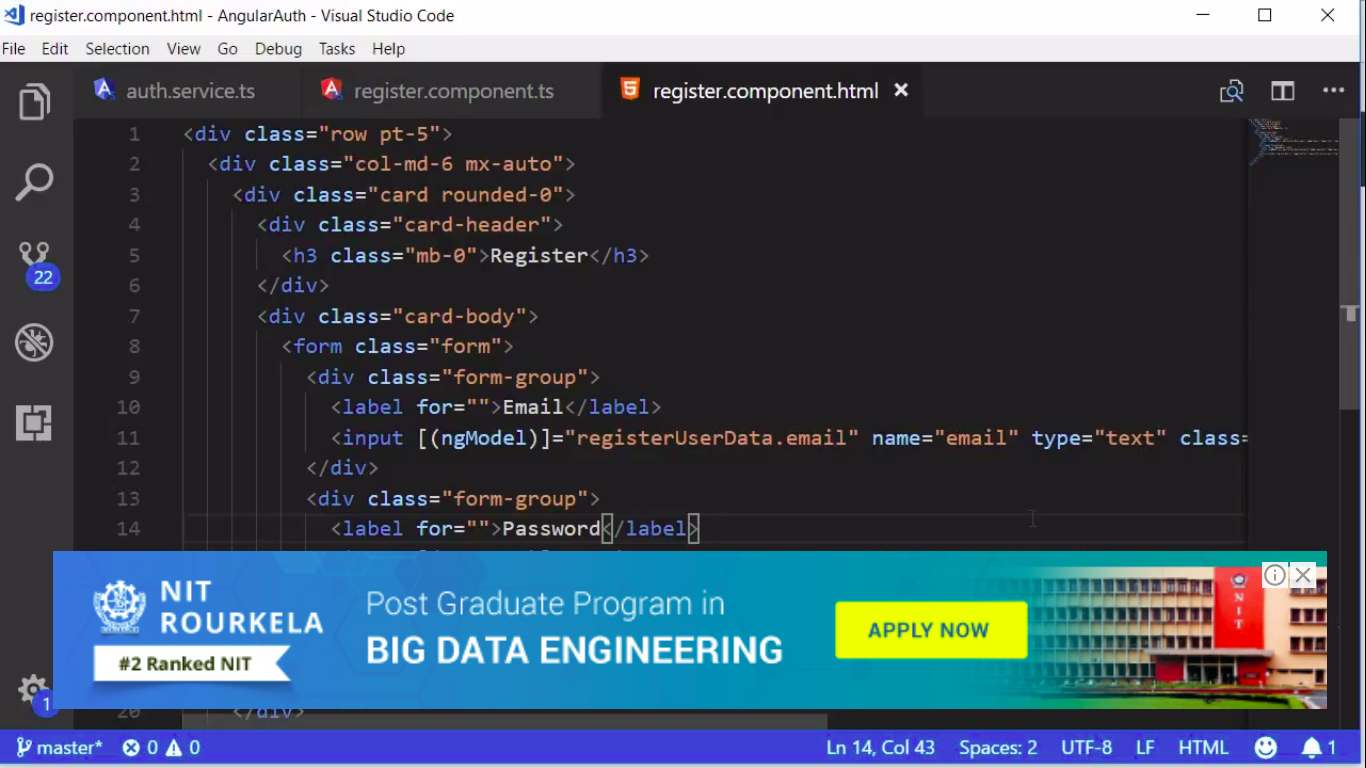 register.component.html - AngularAuth - Visual Studio Code
File Edit Selection View Go Debug Tasks Help
auth.service.ts register.component.ts register.component.html
1 <div class="row pt-5">
2 <div class="col-md-6 mx-auto">
3 <div class="card rounded-0">
4 <div class="card-header">
5 <h3 class="mb-0">Register</h3>
6 </div>
7 <div class="card-body">
8 <form class="form">
9 <div class="form-group">
10 <label for="">Email</label>
11 <input [(ngModel)]="registerUserData.email" name="email" type="text" class=
12 </div>
13 <div class="form-group">
14 <label for="">Password</label>
22
NIT
ROURKELA
#2 Ranked NIT
Post Graduate Program in
BIG DATA ENGINEERING
APPLY NOW
NIT
1
20 </div>
master* 0 0 Ln 14, Col 43 Spaces: 2 UTF-8 LF HTML 1